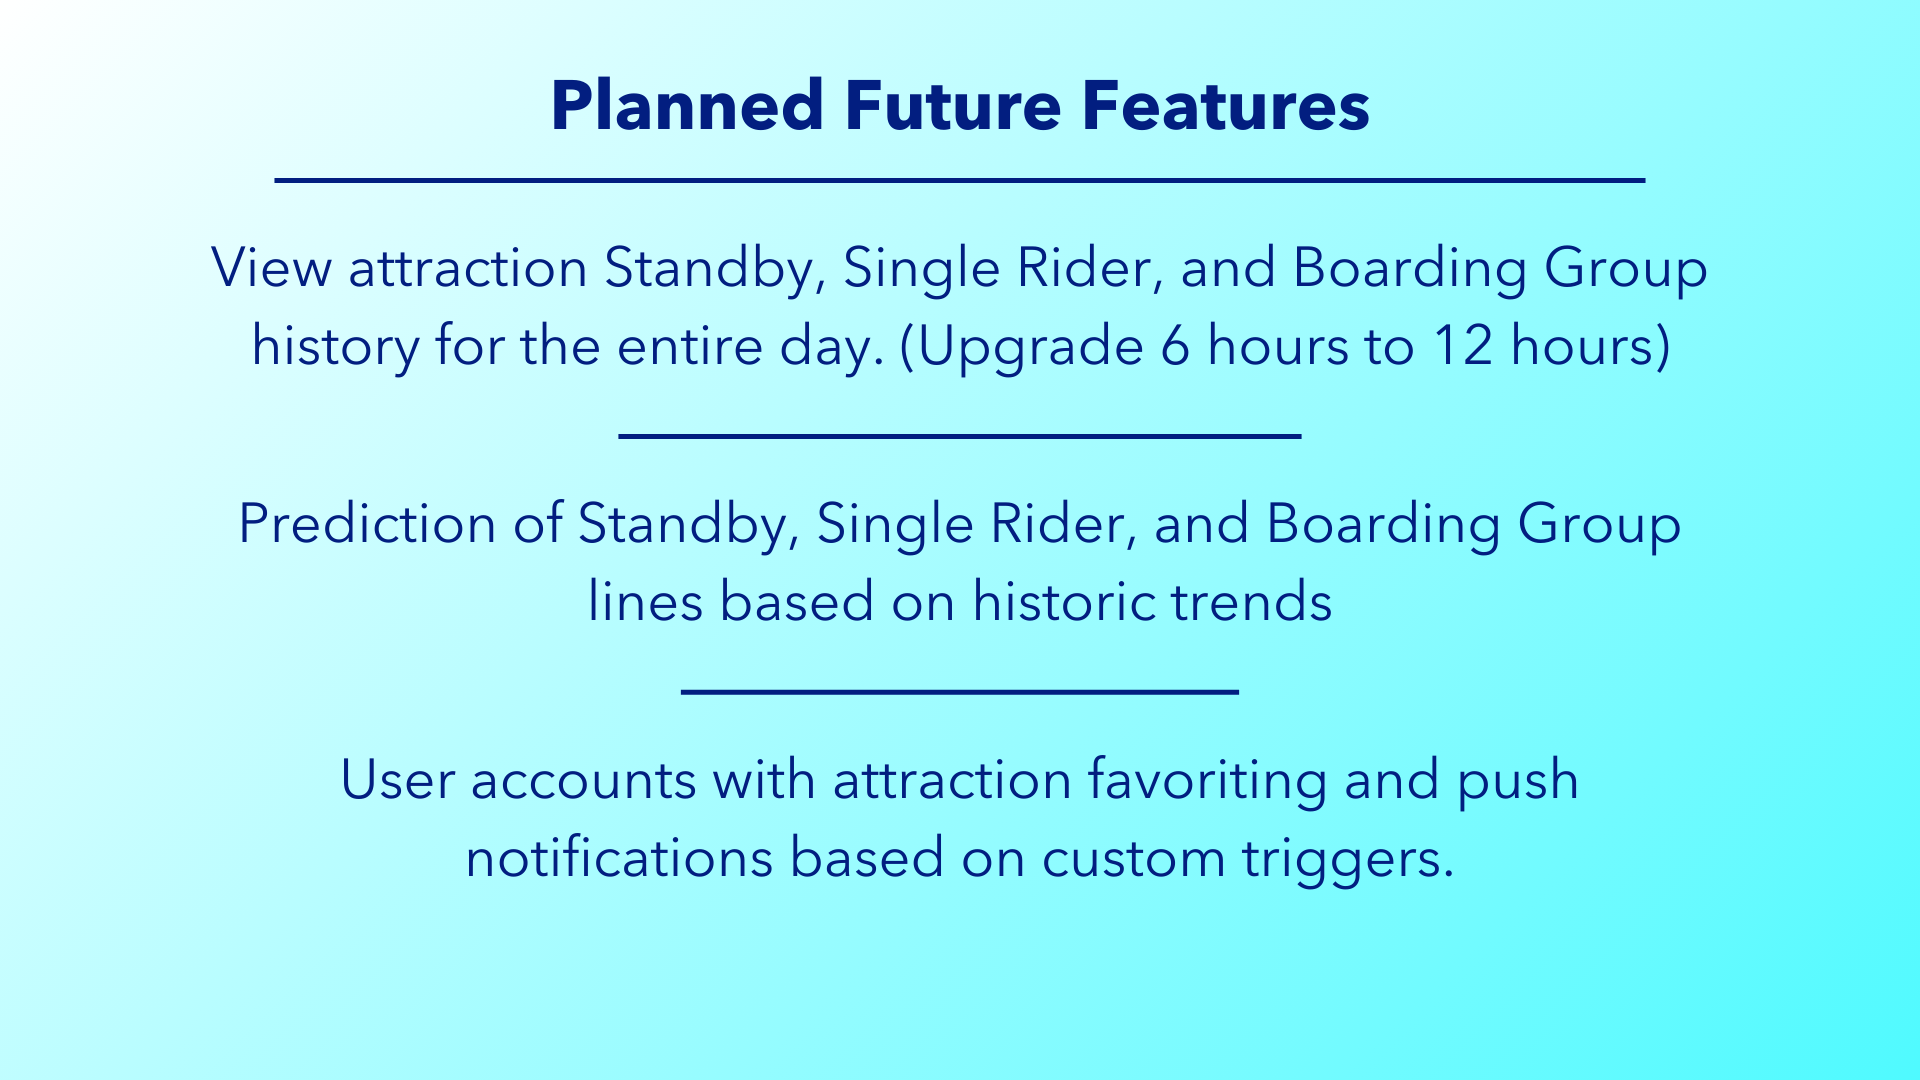 Planned Future Features
View attraction Standby, Single Rider, and Boarding Group
history for the entire day. (Upgrade 6 hours to 12 hours)
Prediction of Standby, Single Rider, and Boarding Group
lines based on historic trends
User accounts with attraction favoriting and push
notifications based on custom triggers.